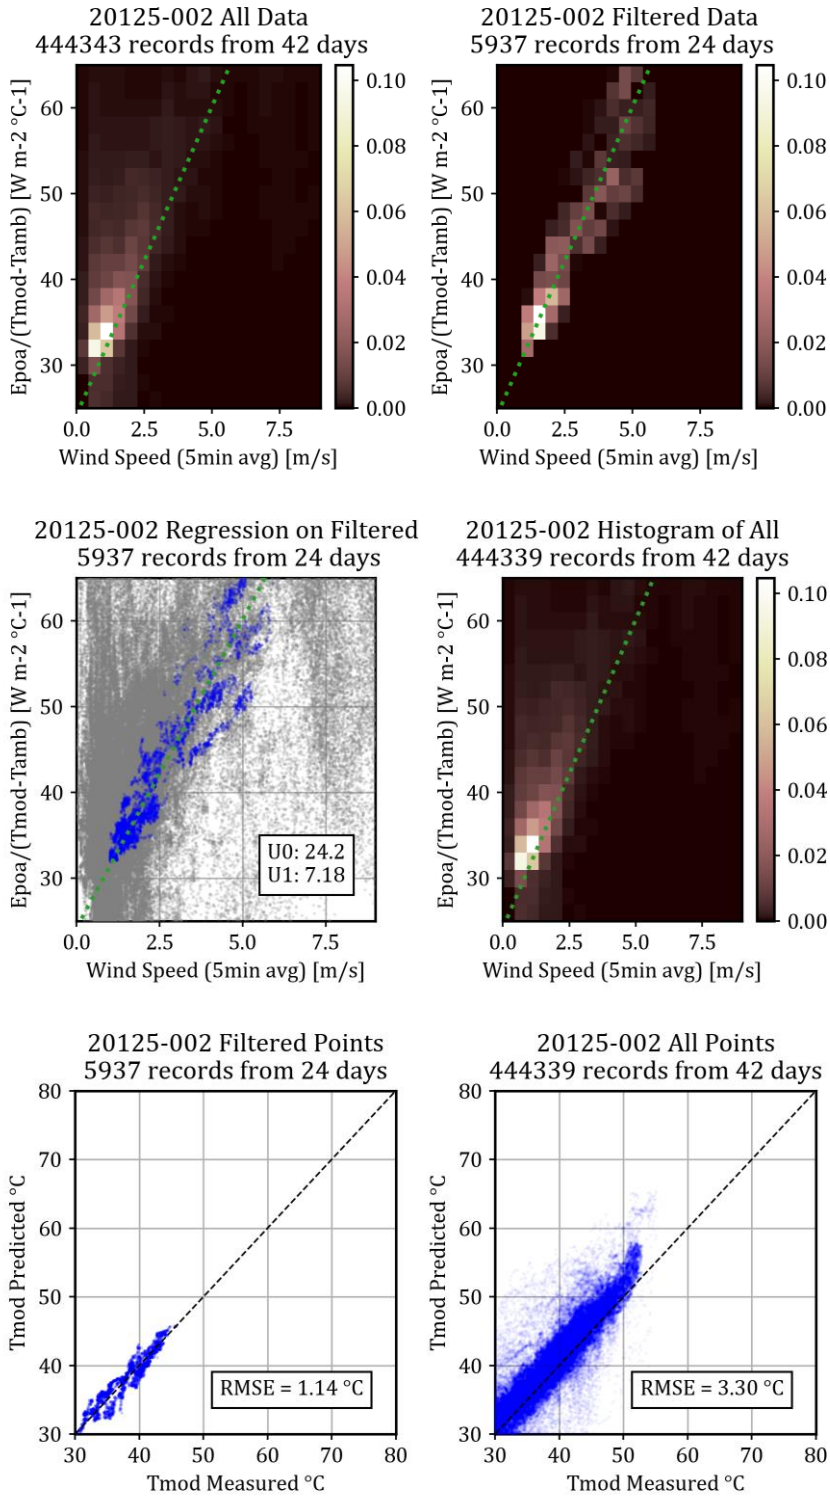 20125-002 All Data
444343 records from 42 days
Epoa/(Tmod-Tamb) [W m-2 °C-1]
60
50
40
30
0.0 2.5 5.0 7.5
Wind Speed (5min avg) [m/s]
0.10
0.08
0.06
0.04
0.02
0.00
20125-002 Filtered Data
5937 records from 24 days
Epoa/(Tmod-Tamb) [W m-2 °C-1]
60
50
40
30
0.0 2.5 5.0 7.5
Wind Speed (5min avg) [m/s]
0.10
0.08
0.06
0.04
0.02
0.00
20125-002 Regression on Filtered
5937 records from 24 days
Epoa/(Tmod-Tamb) [W m-2 °C-1]
60
50
40
30
U0: 24.2
U1: 7.18
0.0 2.5 5.0 7.5
Wind Speed (5min avg) [m/s]
20125-002 Histogram of All
444339 records from 42 days
Epoa/(Tmod-Tamb) [W m-2 °C-1]
60
50
40
30
0.0 2.5 5.0 7.5
Wind Speed (5min avg) [m/s]
0.10
0.08
0.06
0.04
0.02
0.00
20125-002 Filtered Points
5937 records from 24 days
Tmod Predicted °C
80
70
60
50
40
30
RMSE = 1.14 °C
30 40 50 60 70 80
Tmod Measured °C
20125-002 All Points
444339 records from 42 days
Tmod Predicted °C
80
70
60
50
40
30
RMSE = 3.30 °C
30 40 50 60 70 80
Tmod Measured °C